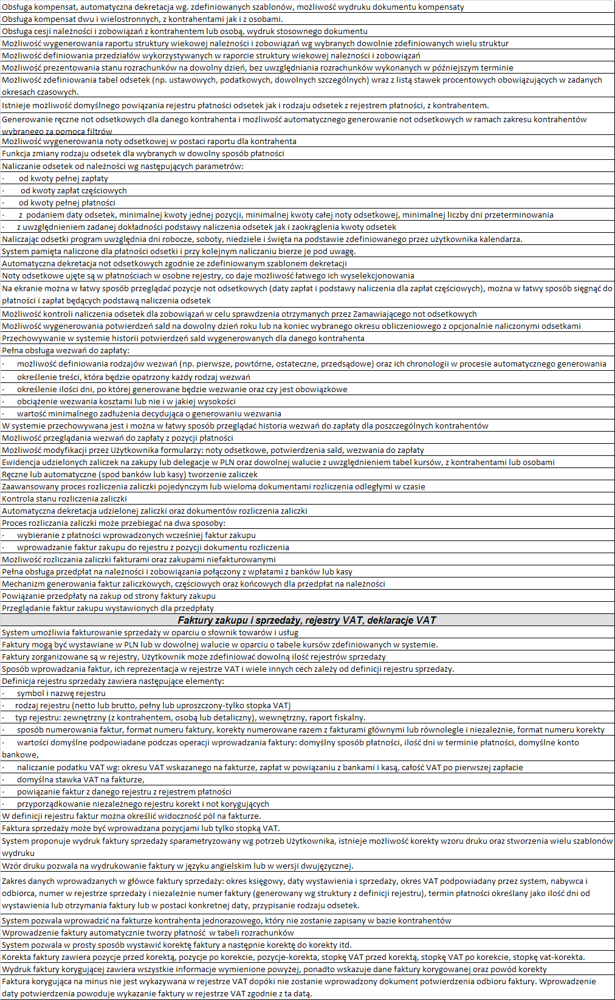 Obsługa kompensat, automatyczna dekretacja wg. zdefiniowanych szablonów, możliwość wydruku dokumentu kompensaty
Obsługa kompensat dwu i wielostronnych, z kontrahentami jak i z osobami.
Obsługa cesji należności i zobowiązań z kontrahentem lub osobą, wydruk stosownego dokumentu
Możliwość wygenerowania raportu struktury wiekowej należności i zobowiązań wg wybranych dowolnie zdefiniowanych wielu struktur
Możliwość definiowania przedziałów wykorzystywanych w raporcie struktury wiekowej należności i zobowiązań
Możliwość prezentowania stanu rozrachunków na dowolny dzień, bez uwzględniania rozrachunków wykonanych w późniejszym terminie
Możliwość zdefiniowania tabel odsetek (np. ustawowych, podatkowych, dowolnych szczególnych) wraz z listą stawek procentowych obowiązujących w zadanych
okresach czasowych.
Istnieje możliwość domyślnego powiązania rejestru płatności odsetek jak i rodzaju odsetek z rejestrem płatności, z kontrahentem.
Generowanie ręczne not odsetkowych dla danego kontrahenta i możliwość automatycznego generowanie not odsetkowych w ramach zakresu kontrahentów
wybranego za pomocą filtrów
Możliwość wygenerowania noty odsetkowej w postaci raportu dla kontrahenta
Funkcja zmiany rodzaju odsetek dla wybranych w dowolny sposób płatności
Naliczanie odsetek od należności wg następujących parametrów:
· od kwoty pełnej zapłaty
· od kwoty zapłat częściowych
· od kwoty pełnej płatności
· z podaniem daty odsetek, minimalnej kwoty jednej pozycji, minimalnej kwoty całej noty odsetkowej, minimalnej liczby dni przeterminowania
· z uwzględnieniem zadanej dokładności podstawy naliczenia odsetek jak i zaokrąglenia kwoty odsetek
Naliczając odsetki program uwzględnia dni robocze, soboty, niedziele i święta na podstawie zdefiniowanego przez użytkownika kalendarza.
System pamięta naliczone dla płatności odsetki i przy kolejnym naliczaniu bierze je pod uwagę.
Automatyczna dekretacja not odsetkowych zgodnie ze zdefiniowanym szablonem dekretacji
Noty odsetkowe ujęte są w płatnościach w osobne rejestry, co daje możliwość łatwego ich wyselekcjonowania
Na ekranie można w łatwy sposób przeglądać pozycje not odsetkowych (daty zapłat i podstawy naliczenia dla zapłat częściowych), można w łatwy sposób sięgnąć do
płatności i zapłat będących podstawą naliczenia odsetek
Możliwość kontroli naliczenia odsetek dla zobowiązań w celu sprawdzenia otrzymanych przez Zamawiającego not odsetkowych
Możliwość wygenerowania potwierdzeń sald na dowolny dzień roku lub na koniec wybranego okresu obliczeniowego z opcjonalnie naliczonymi odsetkami
Przechowywanie w systemie historii potwierdzeń sald wygenerowanych dla danego kontrahenta
Pełna obsługa wezwań do zapłaty:
· możliwość definiowania rodzajów wezwań (np. pierwsze, powtórne, ostateczne, przedsądowe) oraz ich chronologii w procesie automatycznego generowania
· określenie treści, która będzie opatrzony każdy rodzaj wezwań
· określenie ilości dni, po której generowane będzie wezwanie oraz czy jest obowiązkowe
· obciążenie wezwania kosztami lub nie i w jakiej wysokości
· wartość minimalnego zadłużenia decydująca o generowaniu wezwania
W systemie przechowywana jest i można w łatwy sposób przeglądać historia wezwań do zapłaty dla poszczególnych kontrahentów
Możliwość przeglądania wezwań do zapłaty z pozycji płatności
Możliwość modyfikacji przez Użytkownika formularzy: noty odsetkowe, potwierdzenia sald, wezwania do zapłaty
Ewidencja udzielonych zaliczek na zakupy lub delegacje w PLN oraz dowolnej walucie z uwzględnieniem tabel kursów, z kontrahentami lub osobami
Ręczne lub automatyczne (spod banków lub kasy) tworzenie zaliczek
Zaawansowany proces rozliczenia zaliczki pojedynczym lub wieloma dokumentami rozliczenia odległymi w czasie
Kontrola stanu rozliczenia zaliczki
Automatyczna dekretacja udzielonej zaliczki oraz dokumentów rozliczenia zaliczki
Proces rozliczania zaliczki może przebiegać na dwa sposoby:
· wybieranie z płatności wprowadzonych wcześniej faktur zakupu
· wprowadzanie faktur zakupu do rejestru z pozycji dokumentu rozliczenia
Możliwość rozliczania zaliczki fakturami oraz zakupami niefakturowanymi
Pełna obsługa przedpłat na należności i zobowiązania połączony z wpłatami z banków lub kasy
Mechanizm generowania faktur zaliczkowych, częściowych oraz końcowych dla przedpłat na należności
Powiązanie przedpłaty na zakup od strony faktury zakupu
Przeglądanie faktur zakupu wystawionych dla przedpłaty
Faktury zakupu i sprzedaży, rejestry VAT, deklaracje VAT
System umożliwia fakturowanie sprzedaży w oparciu o słownik towarów i usług
Faktury mogą być wystawiane w PLN lub w dowolnej walucie w oparciu o tabele kursów zdefiniowanych w systemie.
Faktury zorganizowane są w rejestry, Użytkownik może zdefiniować dowolną ilość rejestrów sprzedaży
Sposób wprowadzania faktur, ich reprezentacja w rejestrze VAT i wiele innych cech zależy od definicji rejestru sprzedaży.
Definicja rejestru sprzedaży zawiera następujące elementy:
· symbol i nazwę rejestru
· rodzaj rejestru (netto lub brutto, pełny lub uproszczony-tylko stopka VAT)
· typ rejestru: zewnętrzny (z kontrahentem, osobą lub detaliczny), wewnętrzny, raport fiskalny.
· sposób numerowania faktur, format numeru faktury, korekty numerowane razem z fakturami głównymi lub równolegle i niezależnie, format numeru korekty
· wartości domyślne podpowiadane podczas operacji wprowadzania faktury: domyślny sposób płatności, ilość dni w terminie płatności, domyślne konto
bankowe,
· naliczanie podatku VAT wg: okresu VAT wskazanego na fakturze, zapłat w powiązaniu z bankami i kasą, całość VAT po pierwszej zapłacie
· domyślna stawka VAT na fakturze,
· powiązanie faktur z danego rejestru z rejestrem płatności
· przyporządkowanie niezależnego rejestru korekt i not korygujących
W definicji rejestru faktur można określić widoczność pól na fakturze.
Faktura sprzedaży może być wprowadzana pozycjami lub tylko stopką VAT.
System proponuje wydruk faktury sprzedaży sparametryzowany wg potrzeb Użytkownika, istnieje możliwość korekty wzoru druku oraz stworzenia wielu szablonów
wydruku
Wzór druku pozwala na wydrukowanie faktury w języku angielskim lub w wersji dwujęzycznej.
Zakres danych wprowadzanych w główce faktury sprzedaży: okres księgowy, daty wystawienia i sprzedaży, okres VAT podpowiadany przez system, nabywca i
odbiorca, numer w rejestrze sprzedaży i niezależnie numer faktury (generowany wg struktury z definicji rejestru), termin płatności określany jako ilość dni od
wystawienia lub otrzymania faktury lub w postaci konkretnej daty, przypisanie rodzaju odsetek.
System pozwala wprowadzić na fakturze kontrahenta jednorazowego, który nie zostanie zapisany w bazie kontrahentów
Wprowadzenie faktury automatycznie tworzy płatność w tabeli rozrachunków
System pozwala w prosty sposób wystawić korektę faktury a następnie korektę do korekty itd.
Korekta faktury zawiera pozycje przed korektą, pozycje po korekcie, pozycje-korekta, stopkę VAT przed korektą, stopkę VAT po korekcie, stopkę vat-korekta.
Wydruk faktury korygującej zawiera wszystkie informacje wymienione powyżej, ponadto wskazuje dane faktury korygowanej oraz powód korekty
Faktura korygująca na minus nie jest wykazywana w rejestrze VAT dopóki nie zostanie wprowadzony dokument potwierdzenia odbioru faktury. Wprowadzenie
daty potwierdzenia powoduje wykazanie faktury w rejestrze VAT zgodnie z ta datą.